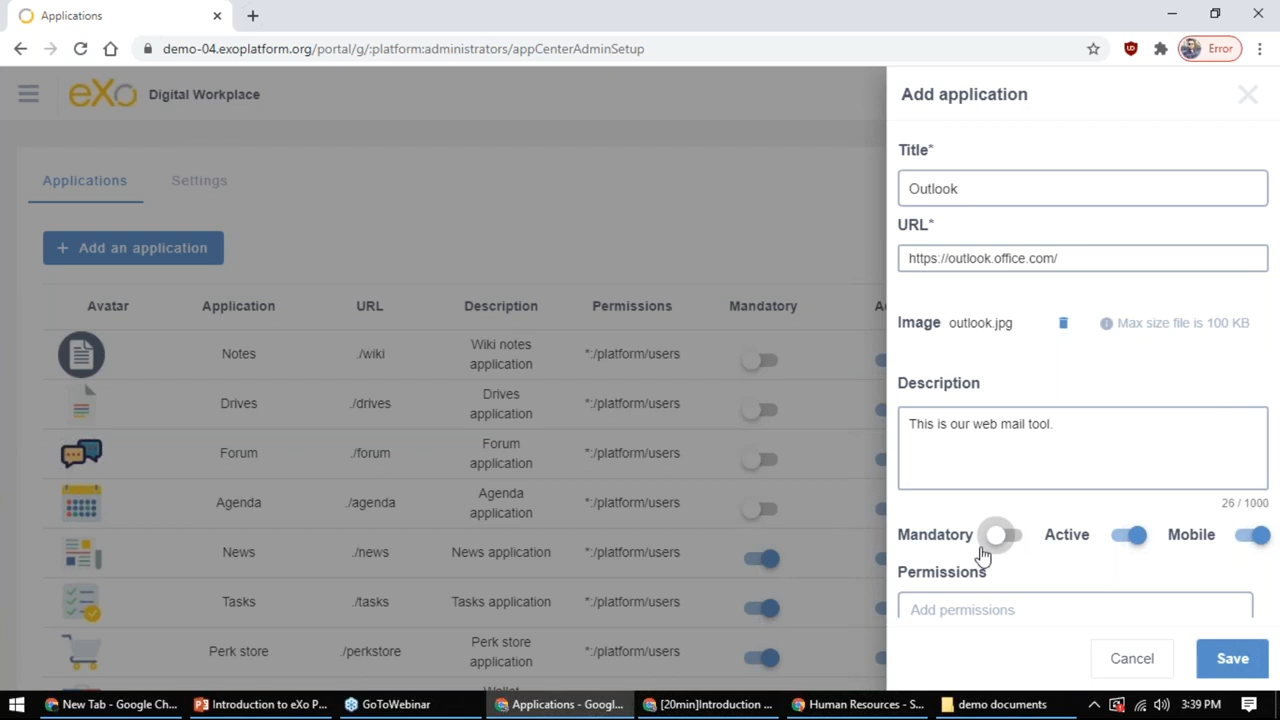 Applications
demo-04.exoplatform.org/portal/g/:platform:administrators/appCenterAdminSetup
Error
eXo Digital Workplace
Applications Settings
+ Add an application
Avatar Application URL Description Permissions Mandatory
Notes ./wiki Wiki notes application *:/platform/users
Drives ./drives Drives application *:/platform/users
Forum ./forum Forum application *:/platform/users
Agenda ./agenda Agenda application *:/platform/users
News ./news News application *:/platform/users
Tasks ./tasks Tasks application *:/platform/users
Perk store ./perkstore Perk store application *:/platform/users
Add application
Title*
Outlook
URL*
https://outlook.office.com/
Image outlook.jpg Max size file is 100 KB
Description
This is our web mail tool.
26 / 1000
Mandatory Active Mobile
Permissions
Add permissions
Cancel Save
New Tab - Google Ch... Introduction to eXo P... GoToWebinar Applications - Googl... [20min]Introduction ... Human Resources - S... demo documents 3:39 PM